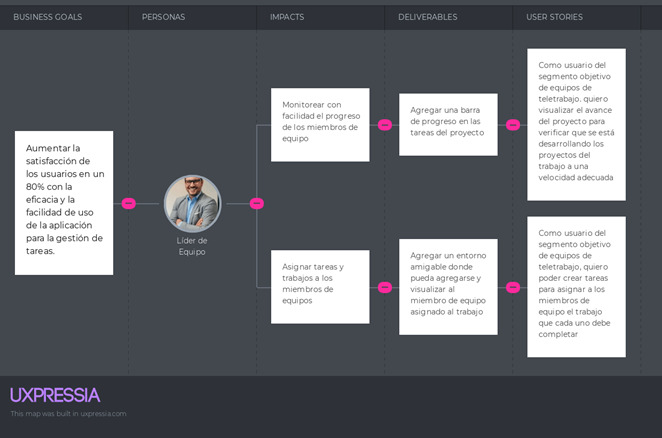 BUSINESS GOALS
PERSONAS
IMPACTS
DELIVERABLES
USER STORIES
Aumentar la
satisfacción de
los usuarios en un
80% con la
eficacia y la
facilidad de uso
de la aplicación
para la gestión de
tareas.
Líder de
Equipo
Monitorear con
facilidad el progreso
de los miembros de
equipo
Agregar una barra
de progreso en las
tareas del proyecto
Como usuario del
segmento objetivo
de equipos de
teletrabajo, quiero
visualizar el avance
del proyecto para
verificar que se está
desarrollando los
proyectos del
trabajo a una
velocidad adecuada
Asignar tareas y
trabajos a los
miembros de
equipos
Agregar un entorno
amigable donde
pueda agregarse y
visualizar al
miembro de equipo
asignado al trabajo
Como usuario del
segmento objetivo
de equipos de
teletrabajo, quiero
poder crear tareas
para asignar a los
miembros de
equipo el trabajo
que cada uno debe
completar
UXPRESSIA
This map was built in uxpressia.com